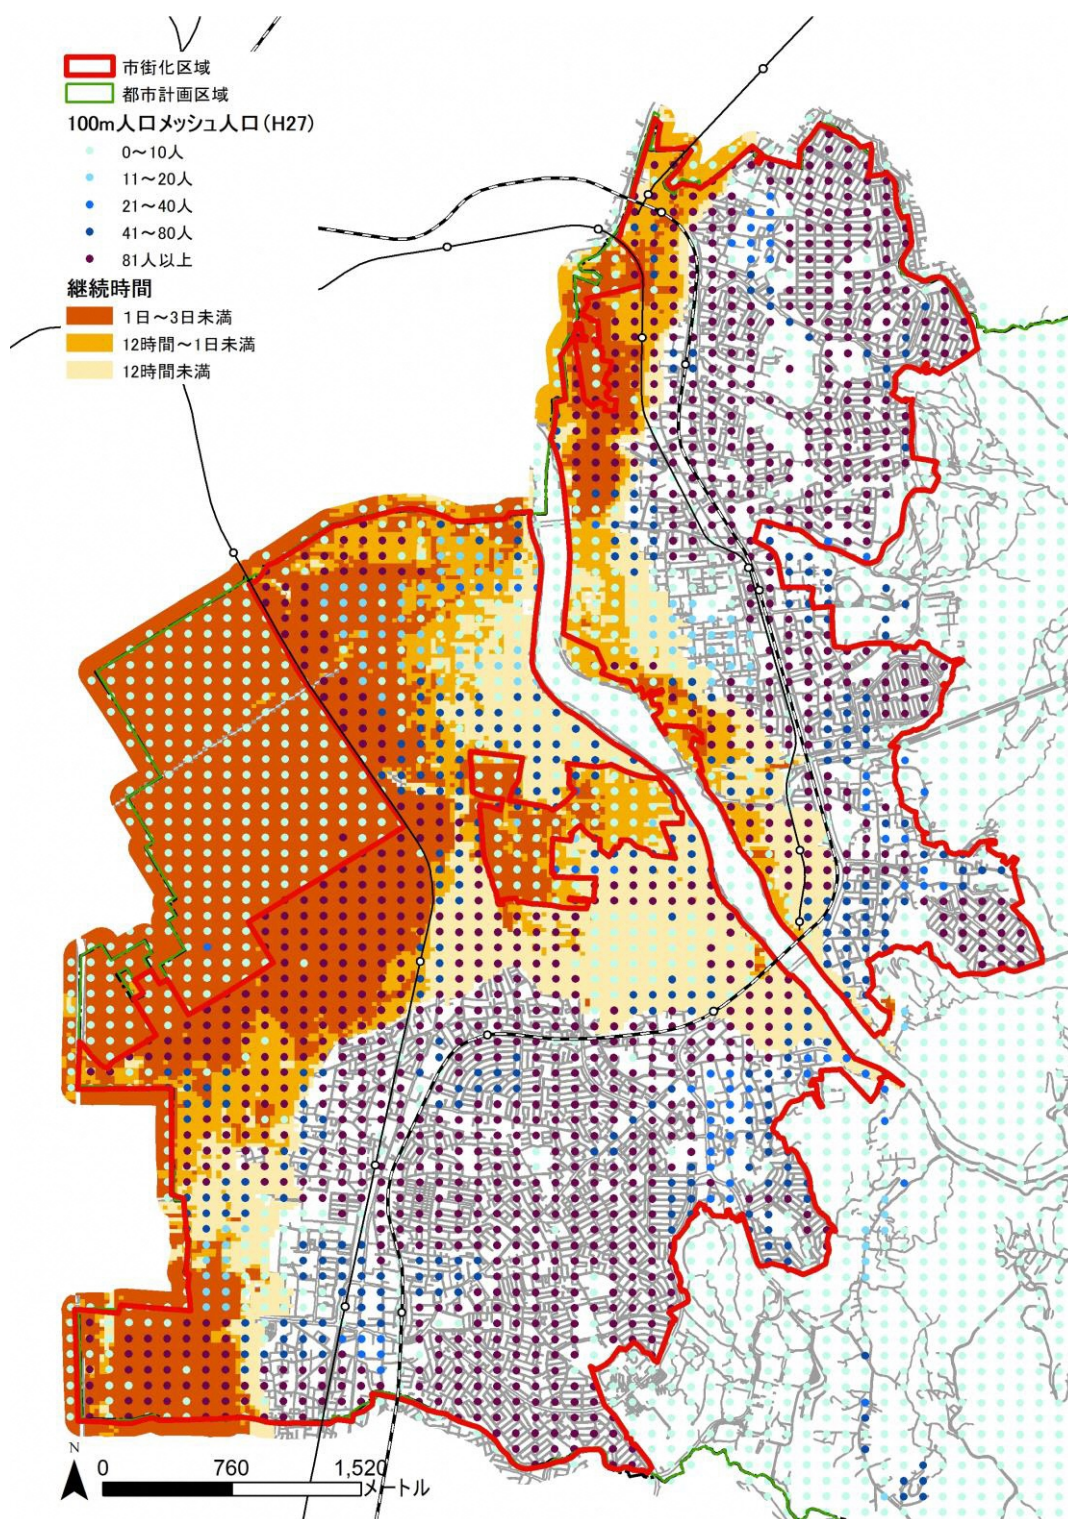 市街化区域
都市計画区域
100m人口メッシュ人口(H27)
0～10人
11～20人
21～40人
41～80人
81人以上
継続時間
1日～3日未満
12時間～1日未満
12時間未満
N
0 760 1,520
メートル